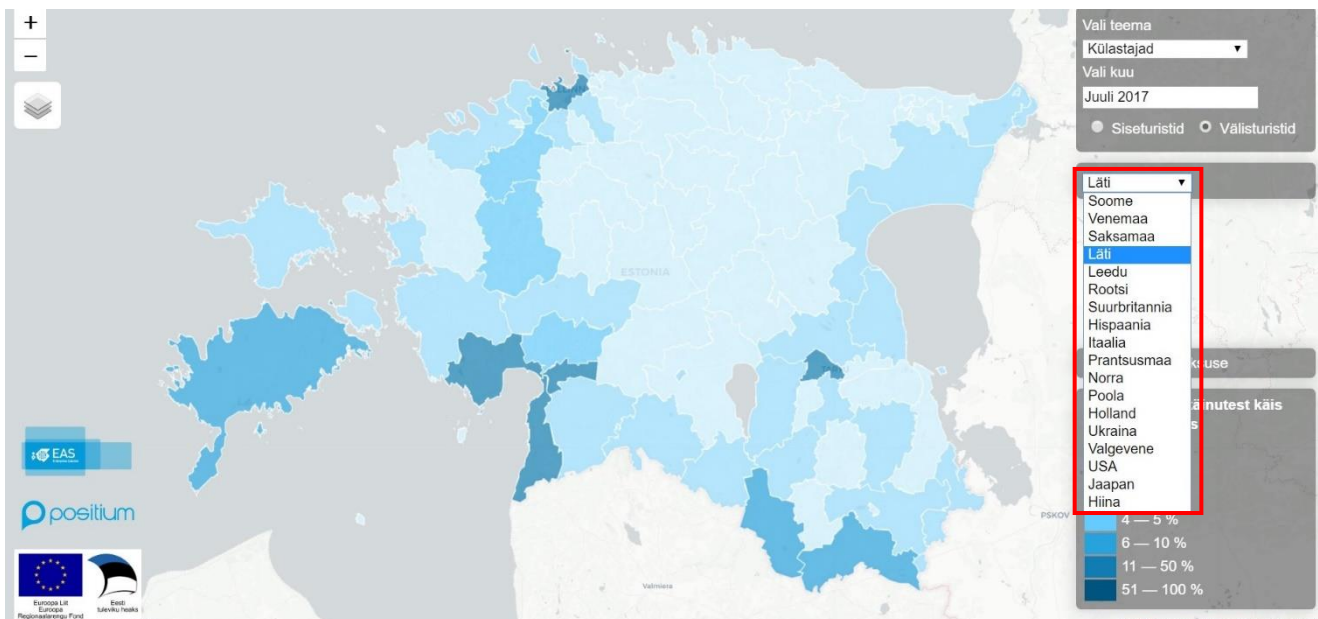 +
−
Vali teema
Külastajad
Vali kuu
Juuli 2017
Siseturistid Välisturistid
Läti
Soome
Venemaa
Saksamaa
Läti
Leedu
Rootsi
Suurbritannia
Hispaania
Itaalia
Prantsusmaa
Norra
Poola
Holland
Ukraina
Valgevene
USA
Jaapan
Hiina
käinutest käis
4 — 5 %
6 — 10 %
11 — 50 %
51 — 100 %
ESTONIA
PSKOV
Valmiera
EAS
positium
Euroopa Liit
Euroopa
Regionaalarengu Fond
Eesti
tuleviku heaks